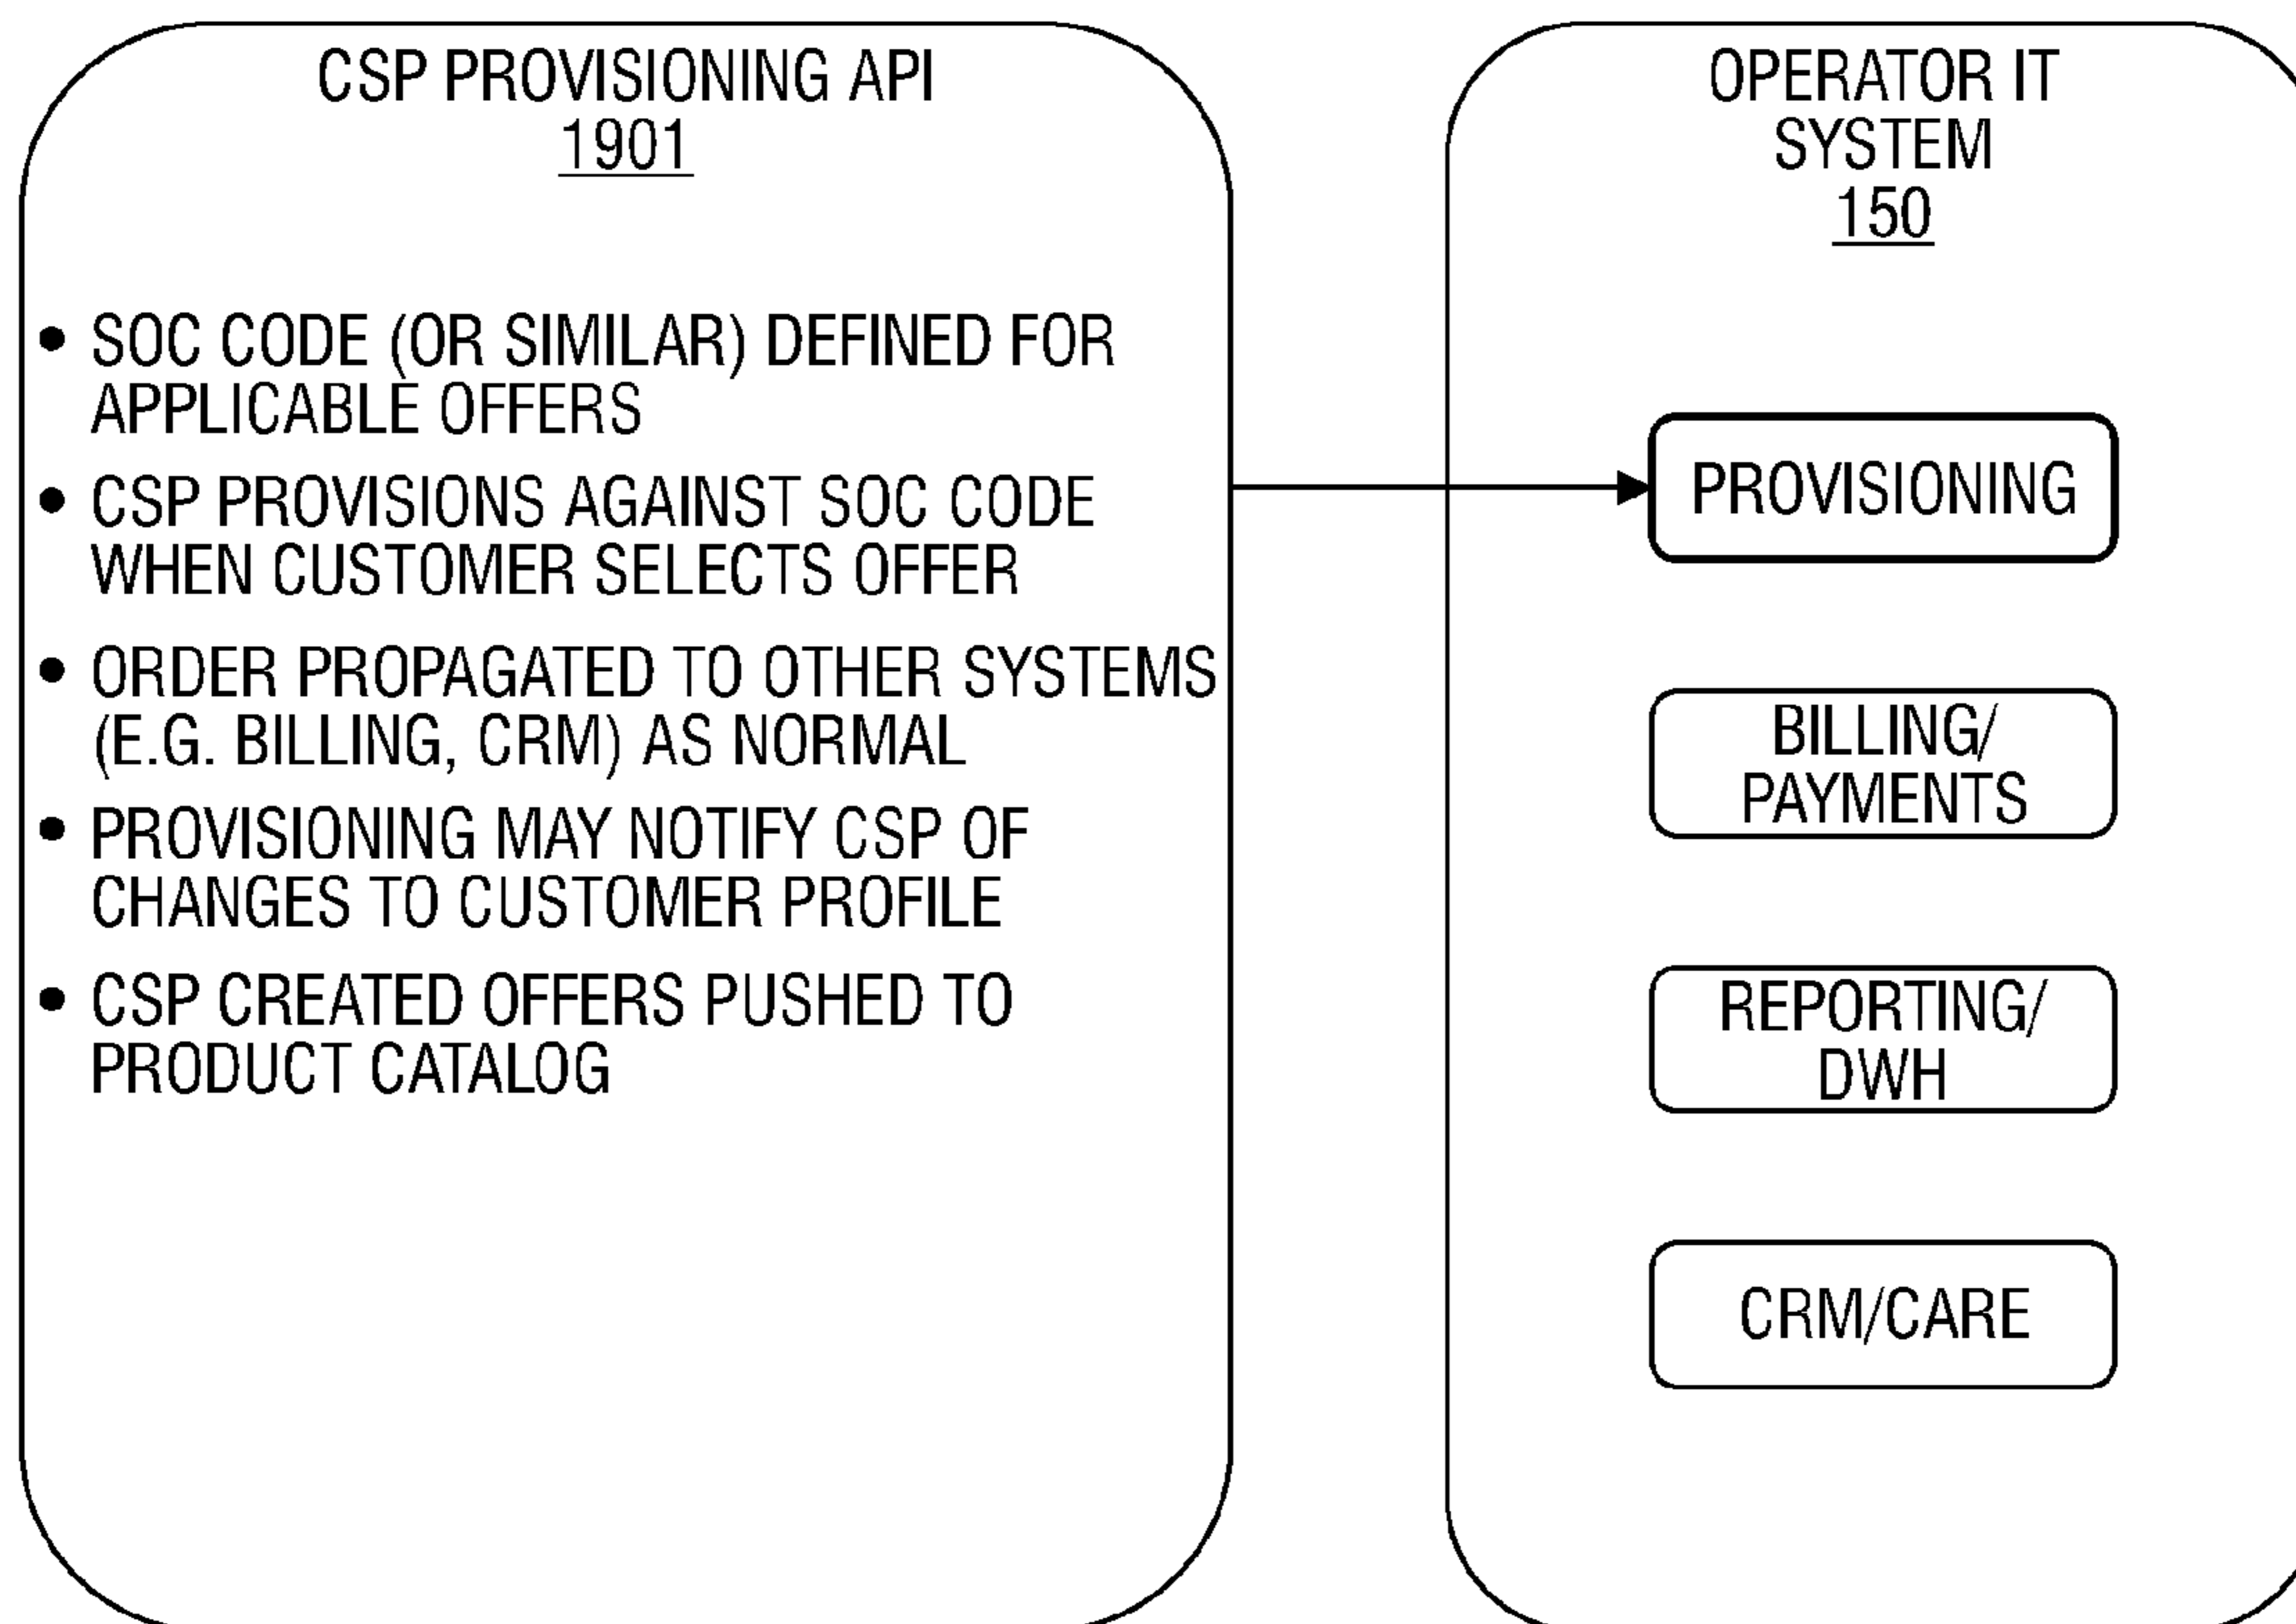 CSP PROVISIONING API
1901
• SOC CODE (OR SIMILAR) DEFINED FOR
APPLICABLE OFFERS
• CSP PROVISIONS AGAINST SOC CODE
WHEN CUSTOMER SELECTS OFFER
• ORDER PROPAGATED TO OTHER SYSTEMS
(E.G. BILLING, CRM) AS NORMAL
• PROVISIONING MAY NOTIFY CSP OF
CHANGES TO CUSTOMER PROFILE
• CSP CREATED OFFERS PUSHED TO
PRODUCT CATALOG
OPERATOR IT
SYSTEM
150
PROVISIONING
BILLING/
PAYMENTS
REPORTING/
DWH
CRM/CARE